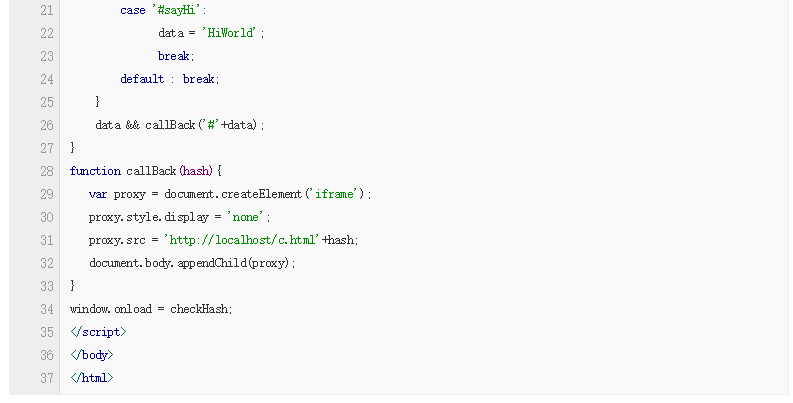 21 case '#sayHi':
22 data = 'HiWorld';
23 break;
24 default : break;
25 }
26 data && callBack('#'+data);
27 }
28 function callBack(hash){
29 var proxy = document.createElement('iframe');
30 proxy.style.display = 'none';
31 proxy.src = 'http://localhost/c.html'+hash;
32 document.body.appendChild(proxy);
33 }
34 window.onload = checkHash;
35 </script>
36 </body>
37 </html>